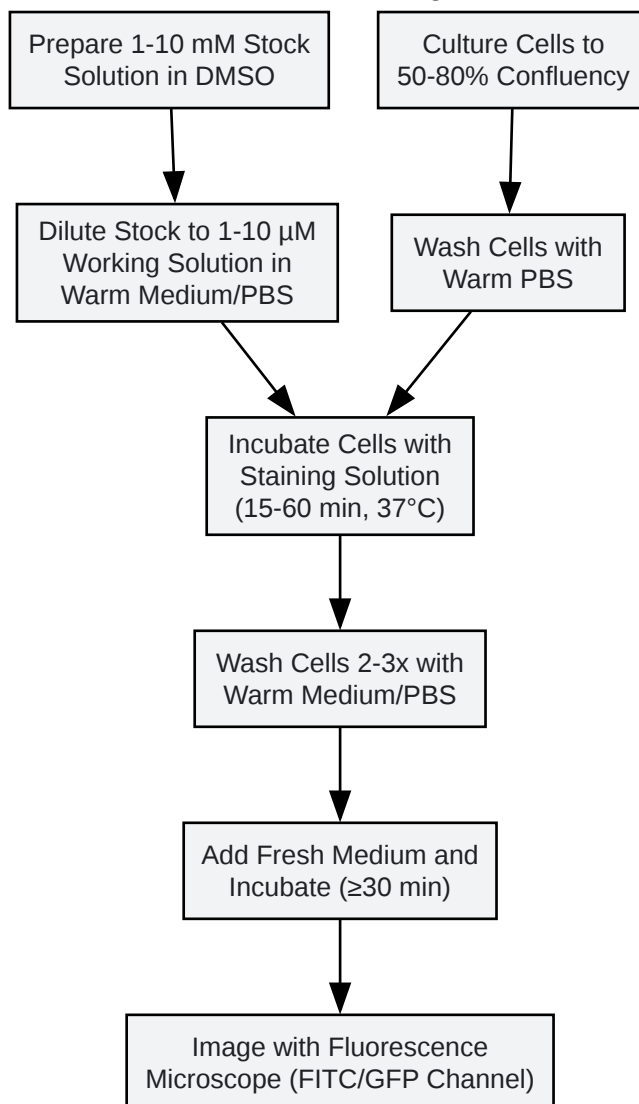 Prepare 1-10 mM Stock
Solution in DMSO
Culture Cells to
50-80% Confluency
Dilute Stock to 1-10 µM
Working Solution in
Warm Medium/PBS
Wash Cells with
Warm PBS
Incubate Cells with
Staining Solution
(15-60 min, 37°C)
Wash Cells 2-3x with
Warm Medium/PBS
Add Fresh Medium and
Incubate (≥30 min)
Image with Fluorescence
Microscope (FITC/GFP Channel)